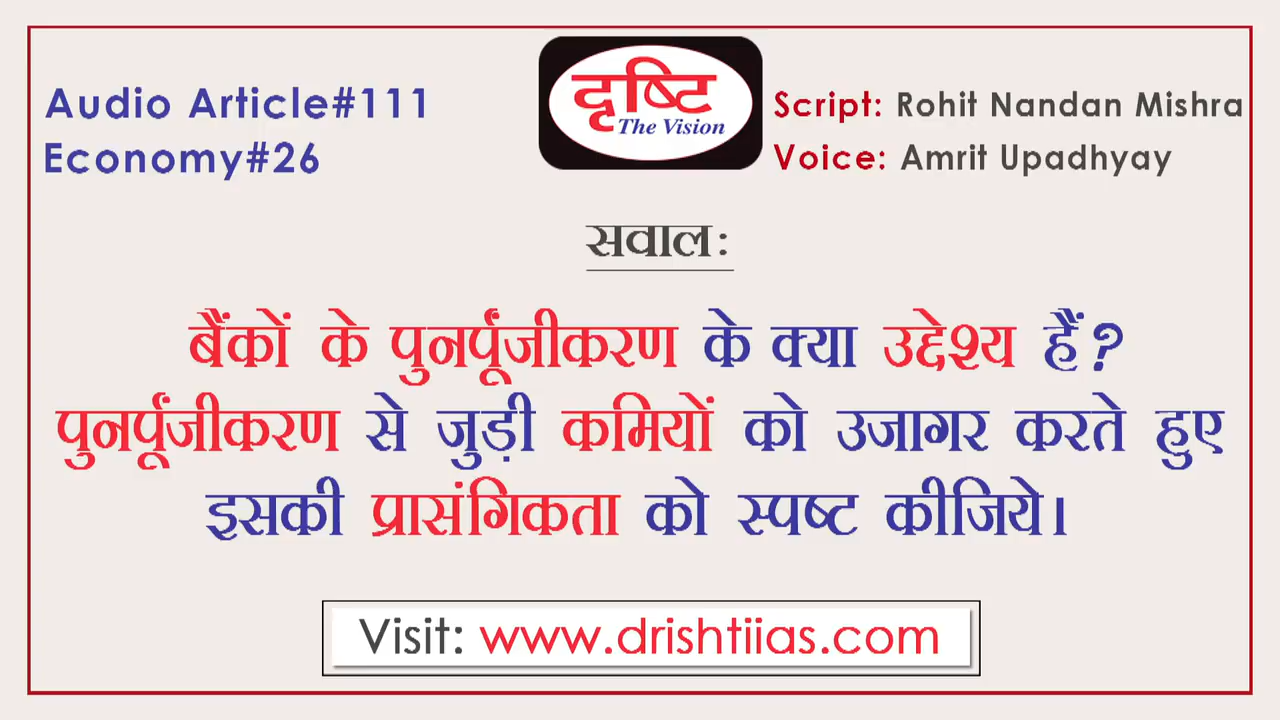 Audio Article#111
Economy#26
दृष्टि
The Vision
Script: Rohit Nandan Mishra
Voice: Amrit Upadhyay
सवाल:
बैंकों के पुनर्पूंजीकरण के क्या उद्देश्य हैं?
पुनर्पूंजीकरण से जुड़ी कमियों को उजागर करते हुए
इसकी प्रासंगिकता को स्पष्ट कीजिये।
Visit: www.drishtiias.com